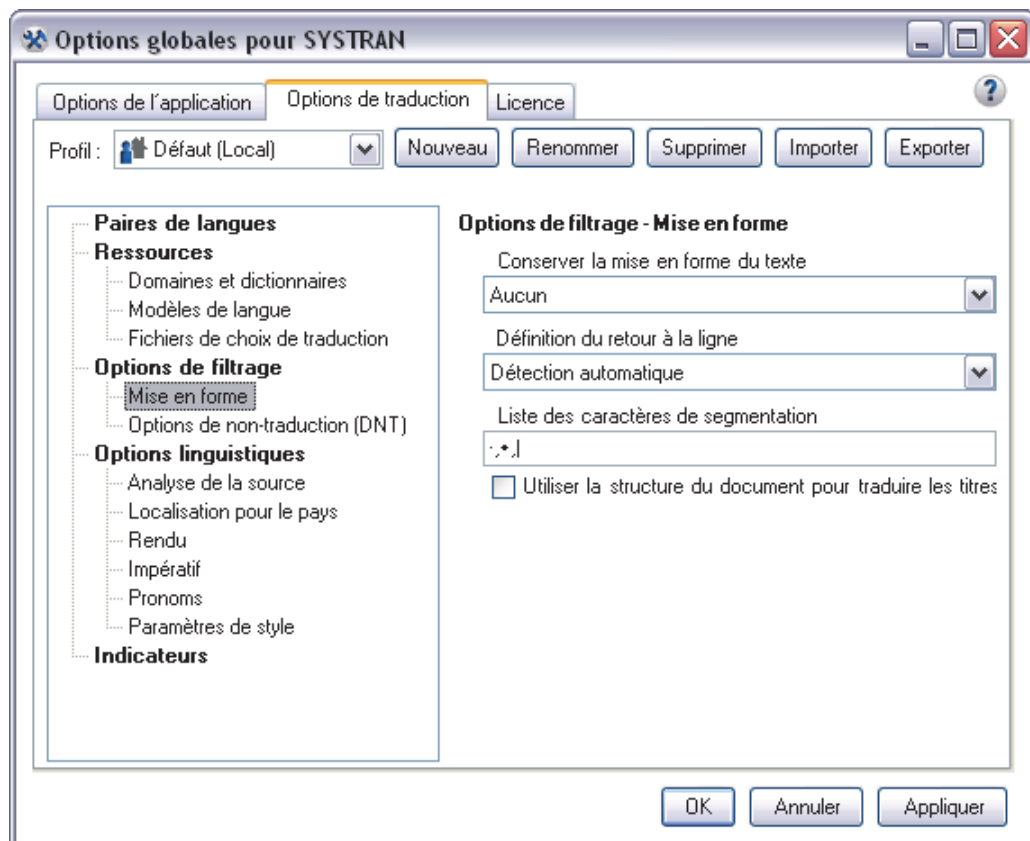 Options globales pour SYSTRAN
?
Options de l'application Options de traduction Licence
Profil : Défaut (Local) Nouveau Renommer Supprimer Importer Exporter
Paires de langues
Ressources
Domaines et dictionnaires
Modèles de langue
Fichiers de choix de traduction
Options de filtrage
Mise en forme
Options de non-traduction (DNT)
Options linguistiques
Analyse de la source
Localisation pour le pays
Rendu
Impératif
Pronoms
Paramètres de style
Indicateurs
Options de filtrage - Mise en forme
Conserver la mise en forme du texte
Aucun
Définition du retour à la ligne
Détection automatique
Liste des caractères de segmentation
·,•,|
Utiliser la structure du document pour traduire les titres
OK Annuler Appliquer